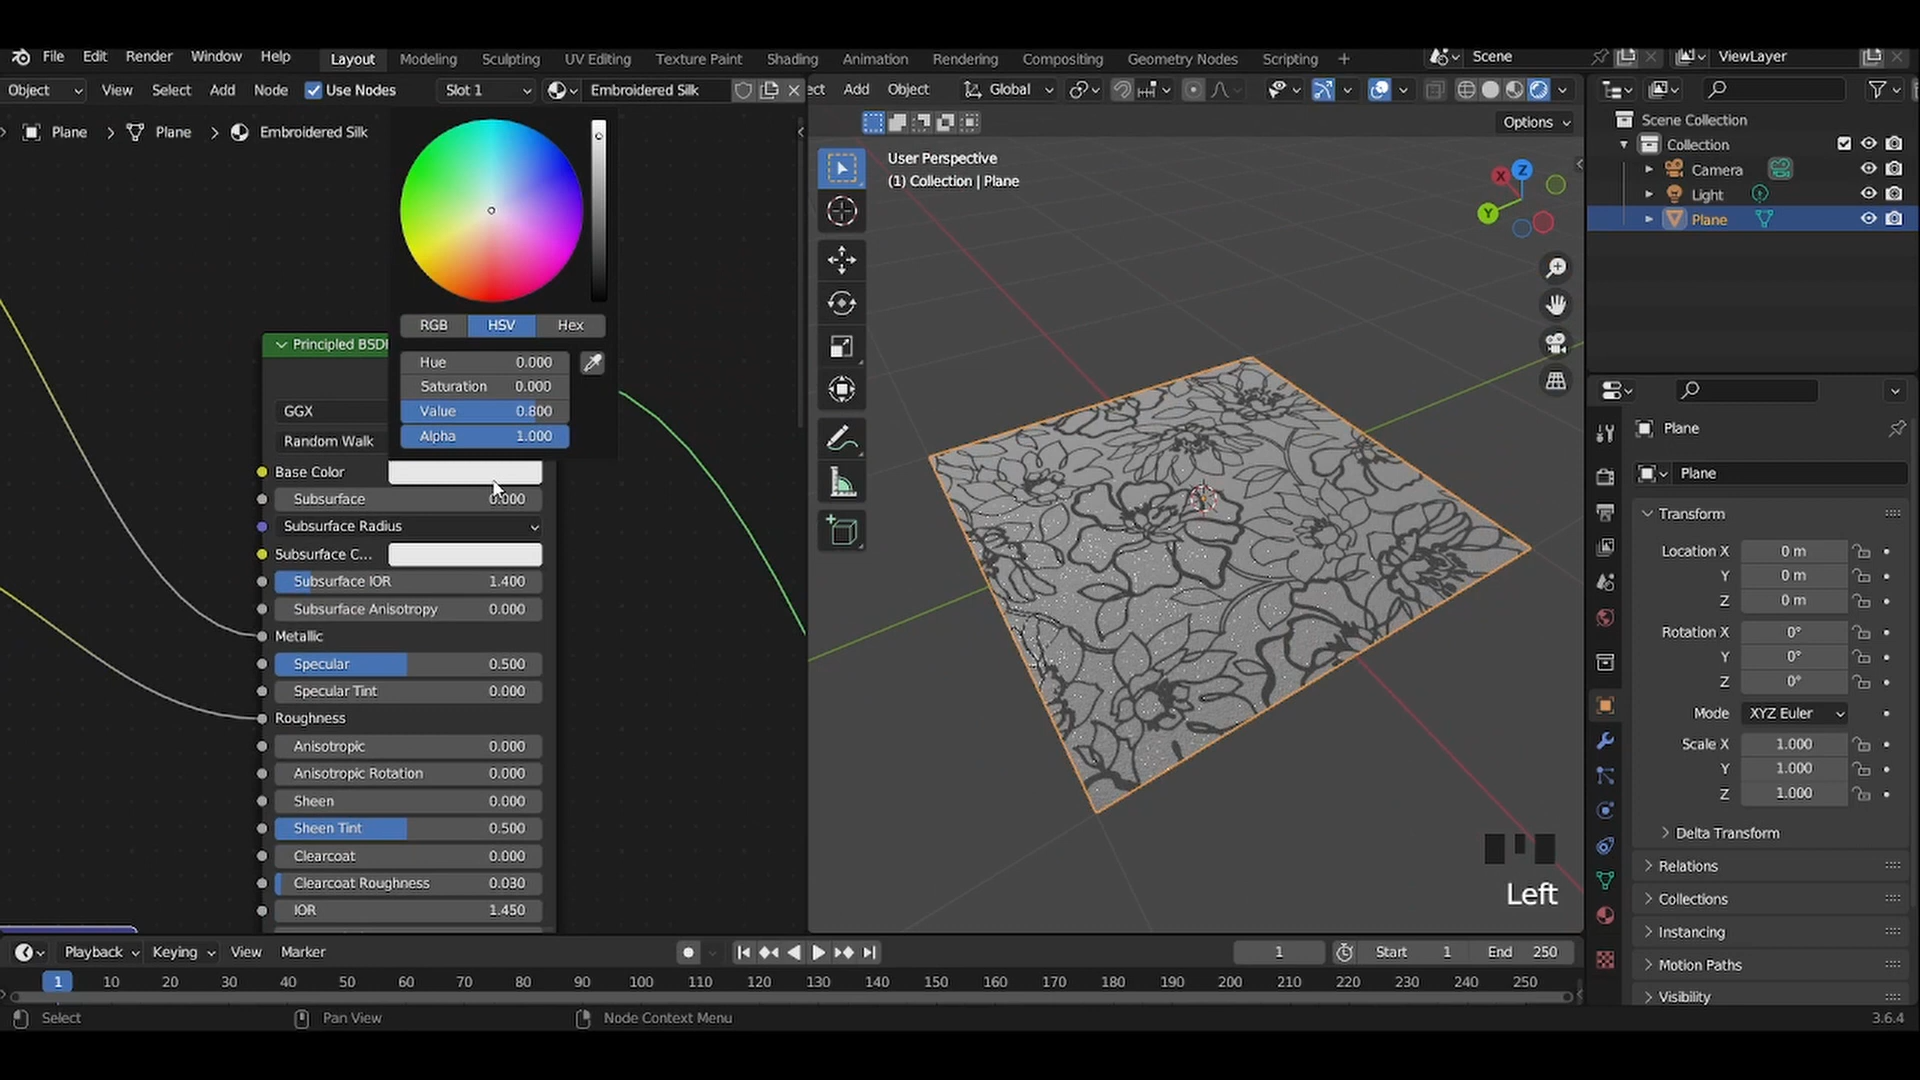 File Edit Render Window Help Layout Modeling Sculpting UV Editing Texture Paint Shading Animation Rendering Compositing Geometry Nodes Scripting + Scene ViewLayer
Object View Select Add Node Use Nodes Slot 1 Embroidered Silk ect Add Object Global
Plane Plane Embroidered Silk
Options
User Perspective
(1) Collection | Plane
X
Z
Y
Scene Collection
Collection
Camera
Light
Plane
RGB HSV Hex
Hue 0.000
Saturation 0.000
Value 0.800
Alpha 1.000
Principled BSDF
GGX
Random Walk
Base Color
Subsurface 0.000
Subsurface Radius
Subsurface C...
Subsurface IOR 1.400
Subsurface Anisotropy 0.000
Metallic
Specular 0.500
Specular Tint 0.000
Roughness
Anisotropic 0.000
Anisotropic Rotation 0.000
Sheen 0.000
Sheen Tint 0.500
Clearcoat 0.000
Clearcoat Roughness 0.030
IOR 1.450
Left
Plane
Plane
Transform
Location X 0 m
Y 0 m
Z 0 m
Rotation X 0°
Y 0°
Z 0°
Mode XYZ Euler
Scale X 1.000
Y 1.000
Z 1.000
Delta Transform
Relations
Collections
Instancing
Motion Paths
Visibility
Playback Keying View Marker 1 Start 1 End 250
1 10 20 30 40 50 60 70 80 90 100 110 120 130 140 150 160 170 180 190 200 210 220 230 240 250
Select Pan View Node Context Menu 3.6.4